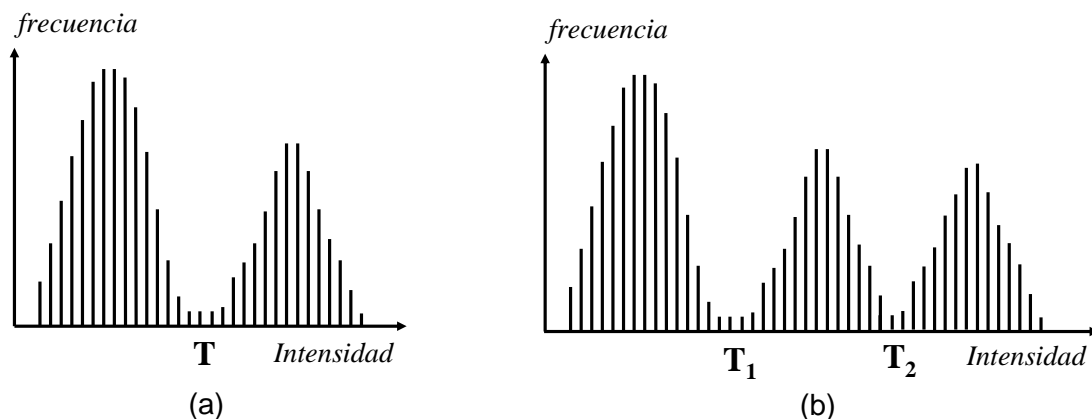 frecuencia
T
Intensidad
(a)
frecuencia
T₁
T₂
Intensidad
(b)